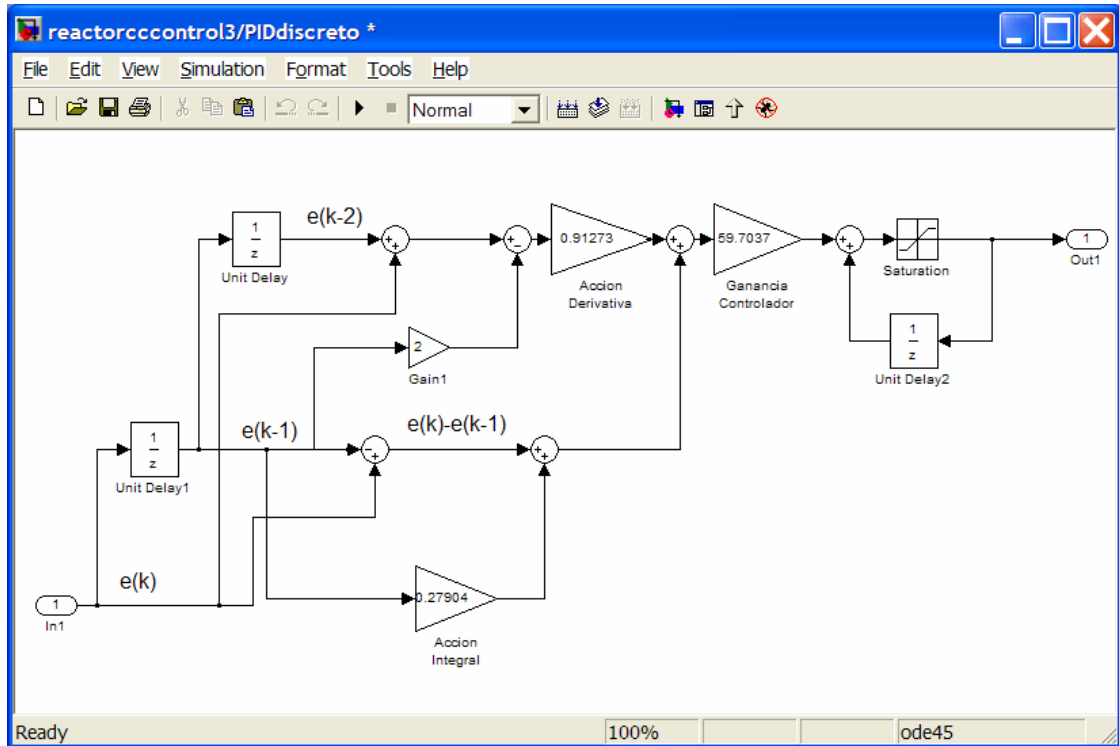 reactorcccontrol3/PIDdiscreto *
File Edit View Simulation Format Tools Help
Normal
1
z
Unit Delay
e(k-2)
0.91273
Accion
Derivativa
59.7037
Ganancia
Controlador
Saturation
1
Out1
1
z
Unit Delay2
2
Gain1
1
z
Unit Delay1
e(k-1)
e(k)-e(k-1)
e(k)
1
In1
0.27904
Accion
Integral
Ready 100% ode45